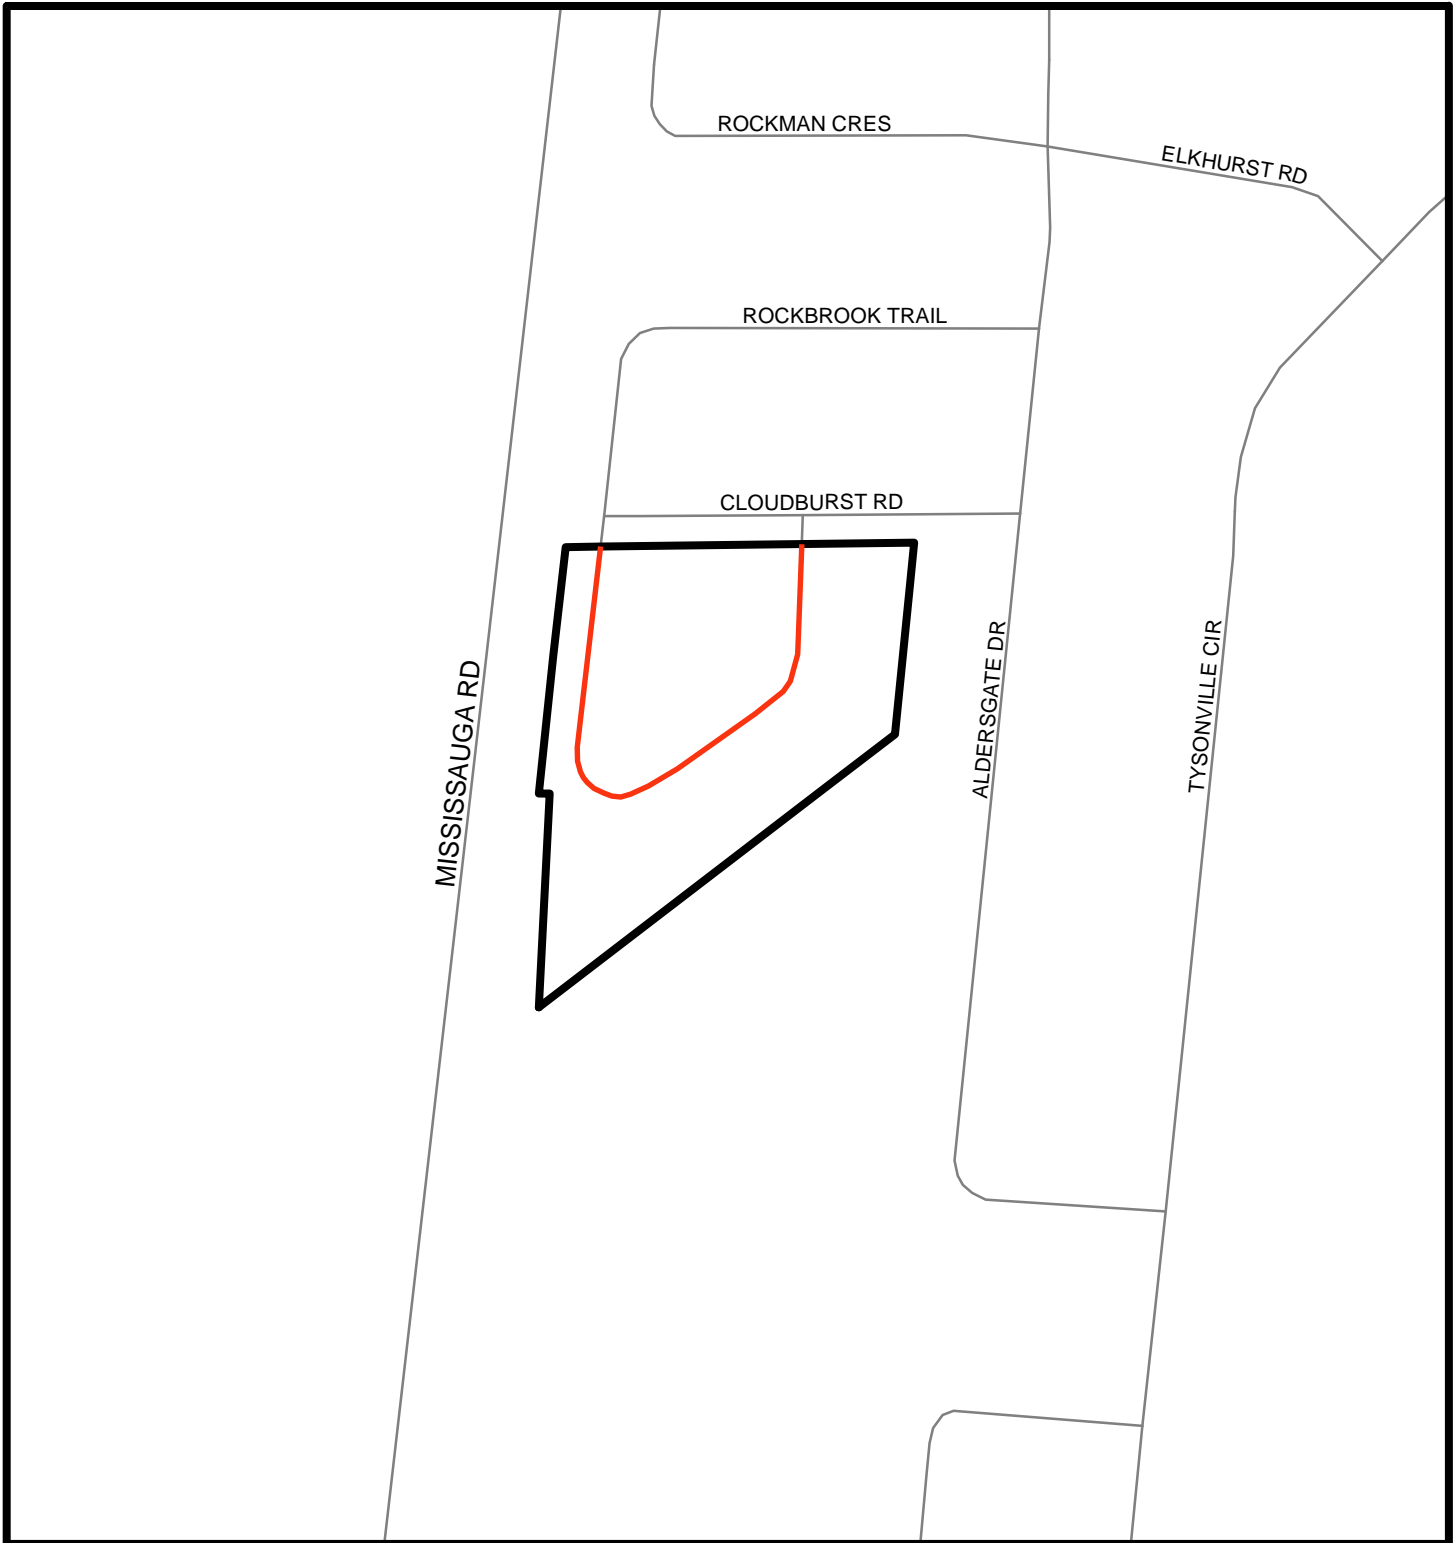 ROCKMAN CRES
ELKHURST RD
ROCKBROOK TRAIL
CLOUDBURST RD
MISSISSAUGA RD
ALDERSGATE DR
TYSONVILLE CIR